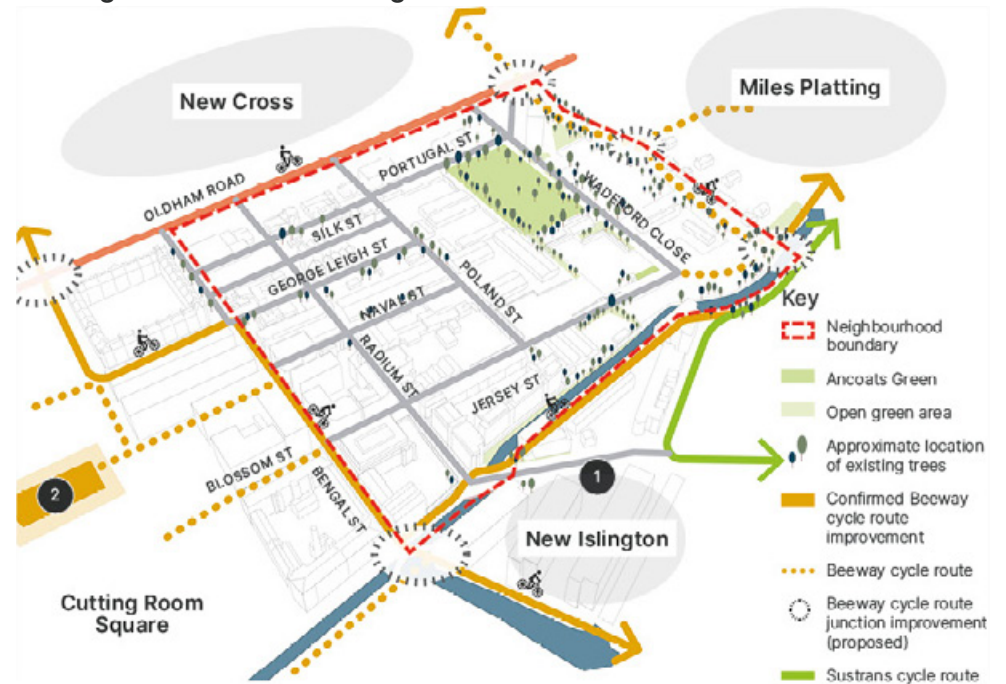 New Cross
Miles Platting
OLDHAM ROAD
PORTUGAL ST
SILK ST
GEORGE LEIGH ST
NAVAL ST
RADIUM ST
POLAND ST
WADEFORD CLOSE
JERSEY ST
BLOSSOM ST
BENGAL ST
1
2
New Islington
Cutting Room
Square
Key
Neighbourhood
boundary
Ancoats Green
Open green area
Approximate location
of existing trees
Confirmed Beeway
cycle route
improvement
Beeway cycle route
Beeway cycle route
junction improvement
(proposed)
Sustrans cycle route